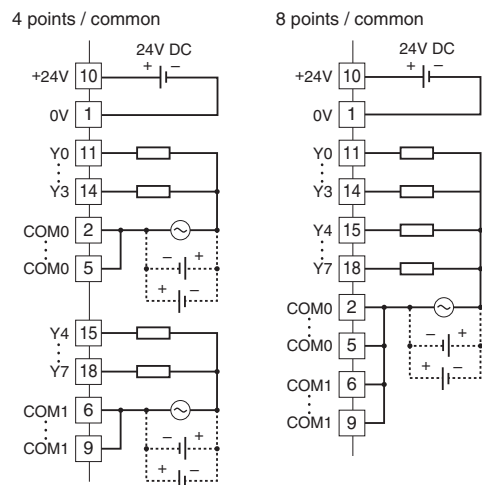 4 points / common
24V DC
+ −
+24V 10
0V 1
Y0 11
Y3 14
COM0 2
COM0 5
− +
+ −
Y4 15
Y7 18
COM1 6
COM1 9
− +
+ −
8 points / common
24V DC
+ −
+24V 10
0V 1
Y0 11
Y3 14
Y4 15
Y7 18
COM0 2
COM0 5
COM1 6
COM1 9
− +
+ −